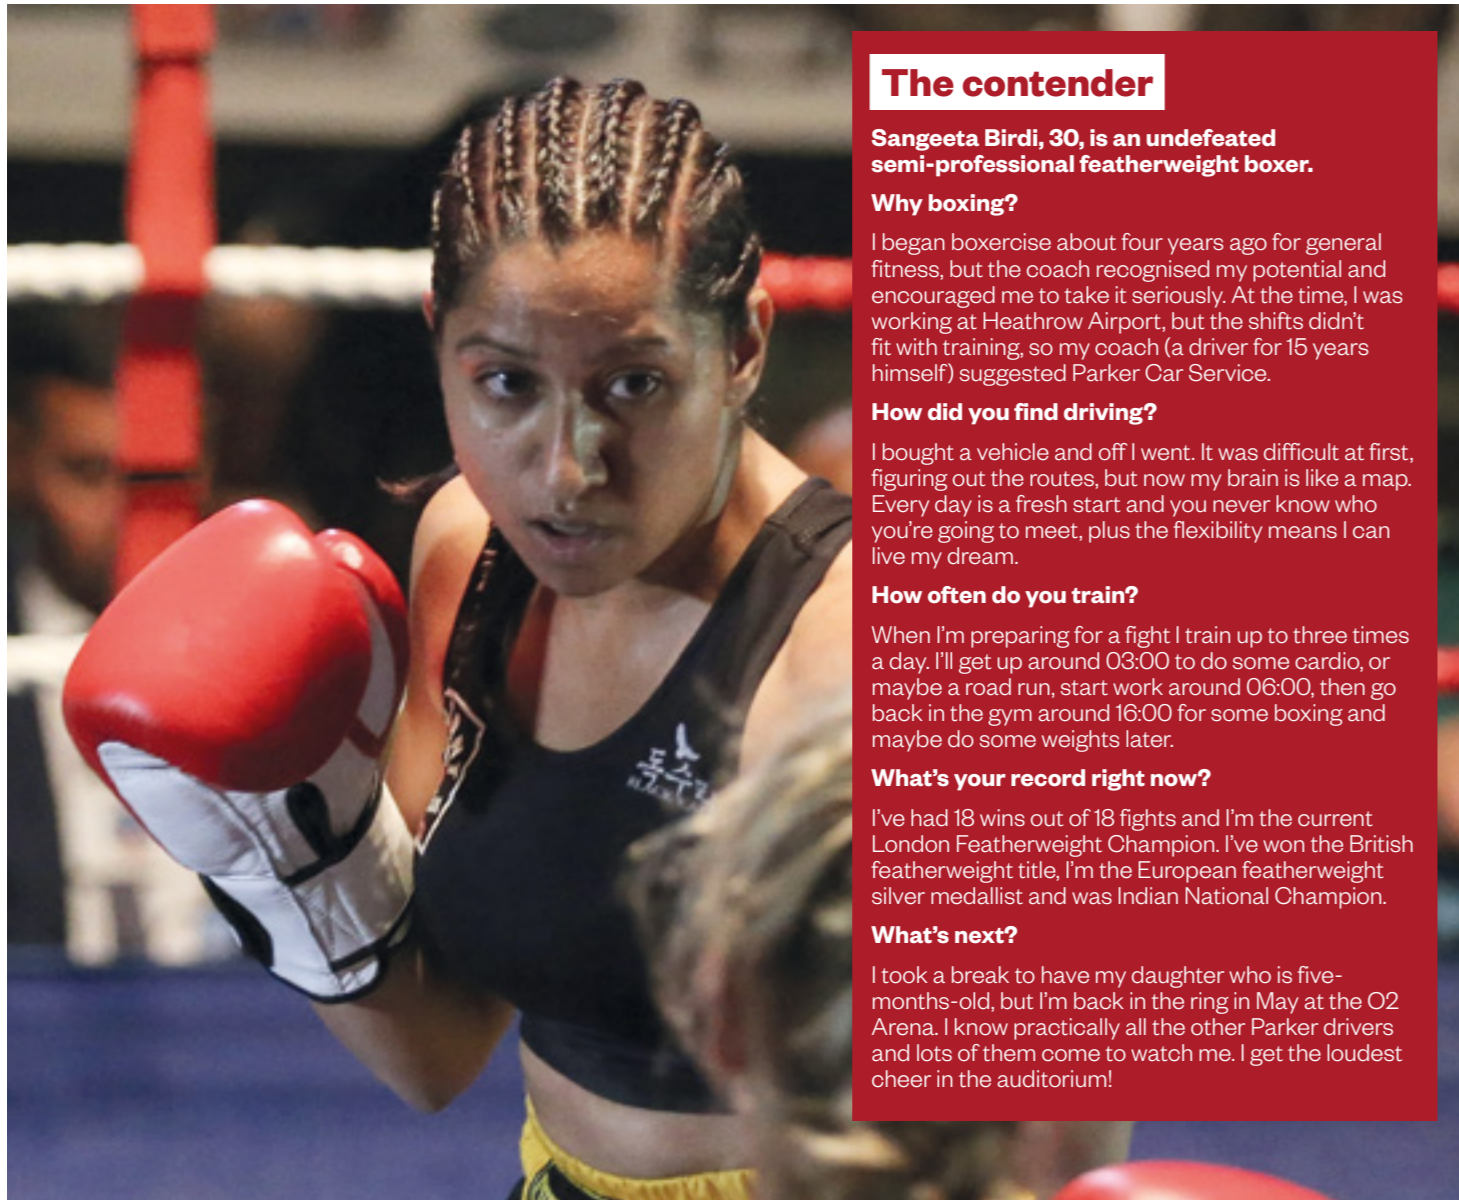 The contender
Sangeeta Birdi, 30, is an undefeated
semi-professional featherweight boxer.
Why boxing?
I began boxercise about four years ago for general
fitness, but the coach recognised my potential and
encouraged me to take it seriously. At the time, I was
working at Heathrow Airport, but the shifts didn’t
fit with training, so my coach (a driver for 15 years
himself) suggested Parker Car Service.
How did you find driving?
I bought a vehicle and off I went. It was difficult at first,
figuring out the routes, but now my brain is like a map.
Every day is a fresh start and you never know who
you’re going to meet, plus the flexibility means I can
live my dream.
How often do you train?
When I’m preparing for a fight I train up to three times
a day. I’ll get up around 03:00 to do some cardio, or
maybe a road run, start work around 06:00, then go
back in the gym around 16:00 for some boxing and
maybe do some weights later.
What’s your record right now?
I’ve had 18 wins out of 18 fights and I’m the current
London Featherweight Champion. I’ve won the British
featherweight title, I’m the European featherweight
silver medallist and was Indian National Champion.
What’s next?
I took a break to have my daughter who is five-
months-old, but I’m back in the ring in May at the O2
Arena. I know practically all the other Parker drivers
and lots of them come to watch me. I get the loudest
cheer in the auditorium!